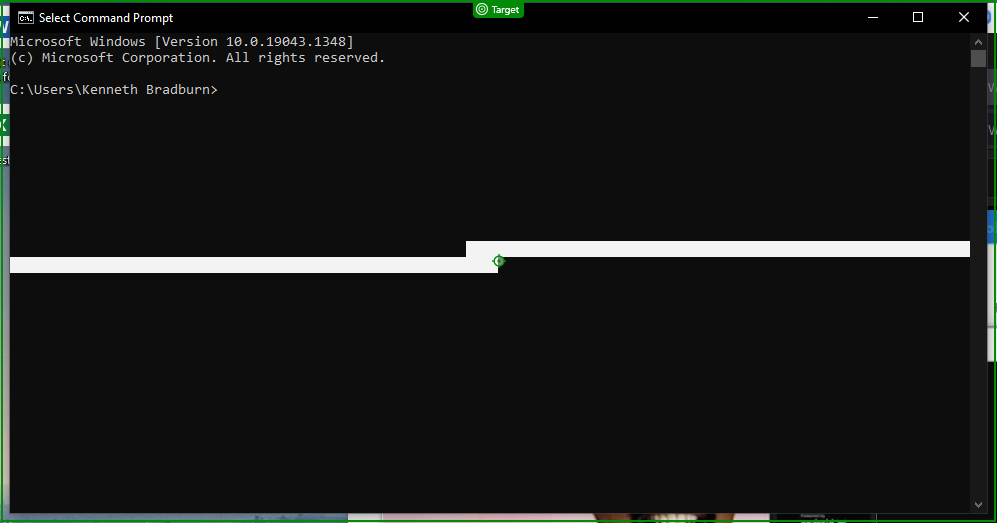 Target
Select Command Prompt
Microsoft Windows [Version 10.0.19043.1348]
(c) Microsoft Corporation. All rights reserved.
C:\Users\Kenneth Bradburn>